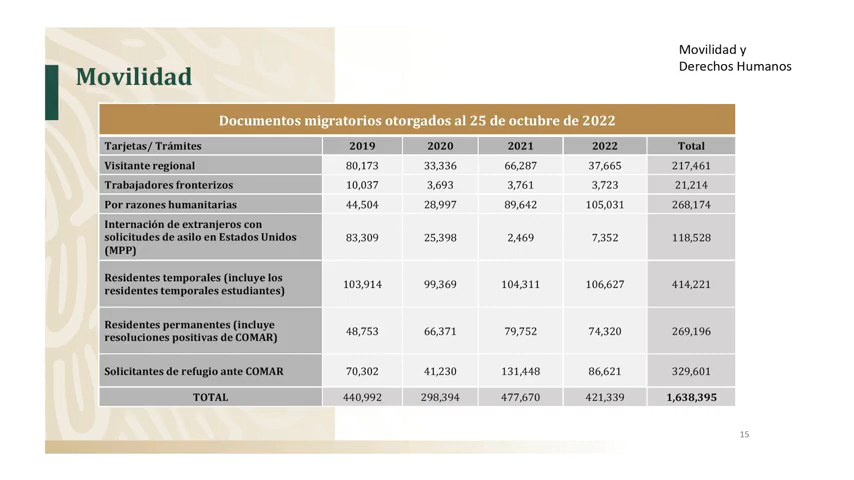 Movilidad y
Derechos Humanos
Movilidad
Documentos migratorios otorgados al 25 de octubre de 2022
Tarjetas/ Trámites 2019 2020 2021 2022 Total
Visitante regional 80,173 33,336 66,287 37,665 217,461
Trabajadores fronterizos 10,037 3,693 3,761 3,723 21,214
Por razones humanitarias 44,504 28,997 89,642 105,031 268,174
Internación de extranjeros con
solicitudes de asilo en Estados Unidos 83,309 25,398 2,469 7,352 118,528
(MPP)
Residentes temporales (incluye los
residentes temporales estudiantes) 103,914 99,369 104,311 106,627 414,221
Residentes permanentes (incluye
resoluciones positivas de COMAR) 48,753 66,371 79,752 74,320 269,196
Solicitantes de refugio ante COMAR 70,302 41,230 131,448 86,621 329,601
TOTAL 440,992 298,394 477,670 421,339 1,638,395
15